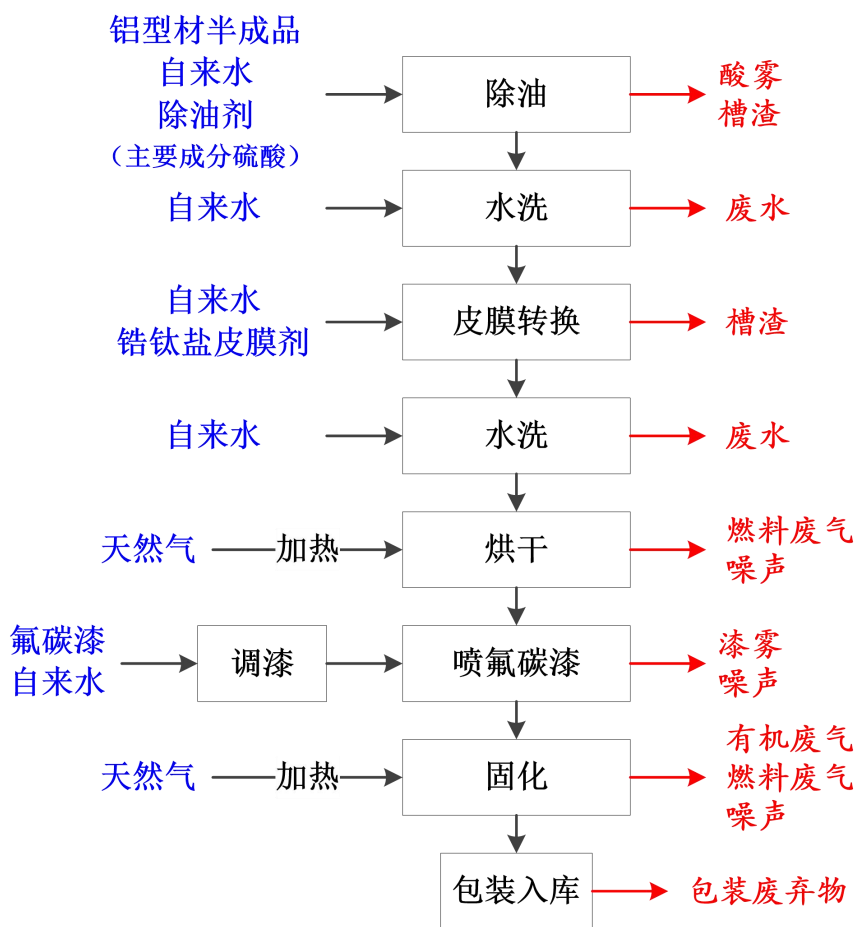 铝型材半成品
自来水
除油剂
（主要成分硫酸）
除油
酸雾
槽渣
自来水
水洗
废水
自来水
锆钛盐皮膜剂
皮膜转换
槽渣
自来水
水洗
废水
天然气
加热
烘干
燃料废气
噪声
氟碳漆
自来水
调漆
喷氟碳漆
漆雾
噪声
天然气
加热
固化
有机废气
燃料废气
噪声
包装入库
包装废弃物